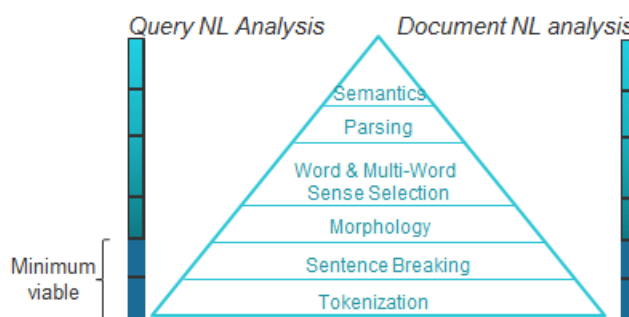 Query NL Analysis
Document NL analysis
Semantics
Parsing
Word & Multi-Word
Sense Selection
Morphology
Sentence Breaking
Tokenization
Minimum
viable